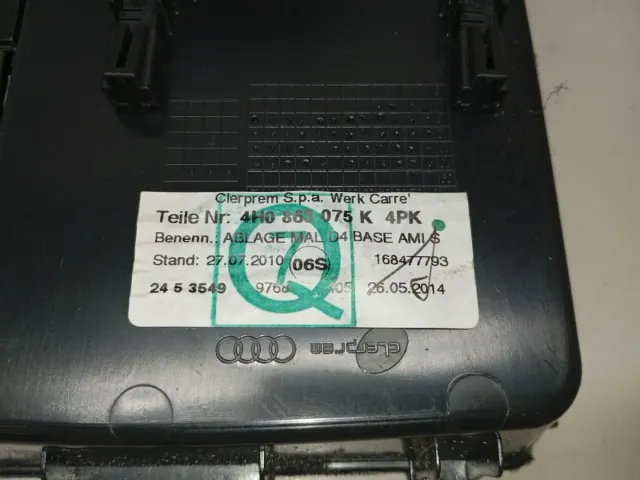 Clerprem S.p.a. Werk Carre'
Teile Nr: 4H0 863 075 K 4PK
Benenn.: ABLAGE MAL D4 BASE AMI S
Stand: 27.07.2010 06S 168477793
24 5 3549 26.05.2014
Q
clerprem